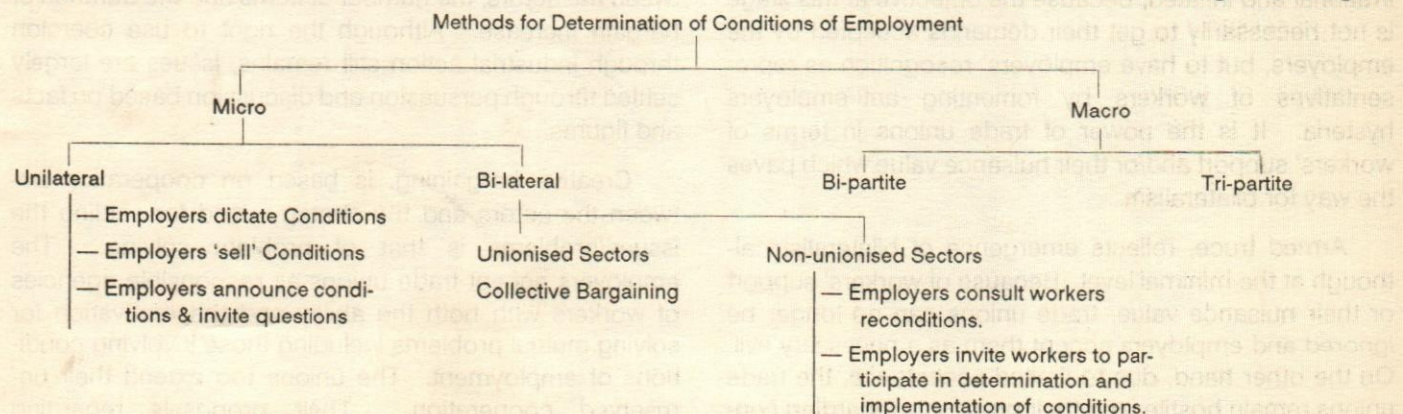 Methods for Determination of Conditions of Employment
Micro
Macro
Unilateral
Bi-lateral
Bi-partite
Tri-partite
— Employers dictate Conditions
— Employers ‘sell’ Conditions
— Employers announce condi-
tions & invite questions
Unionised Sectors
Collective Bargaining
Non-unionised Sectors
— Employers consult workers
reconditions.
— Employers invite workers to par-
ticipate in determination and
implementation of conditions.